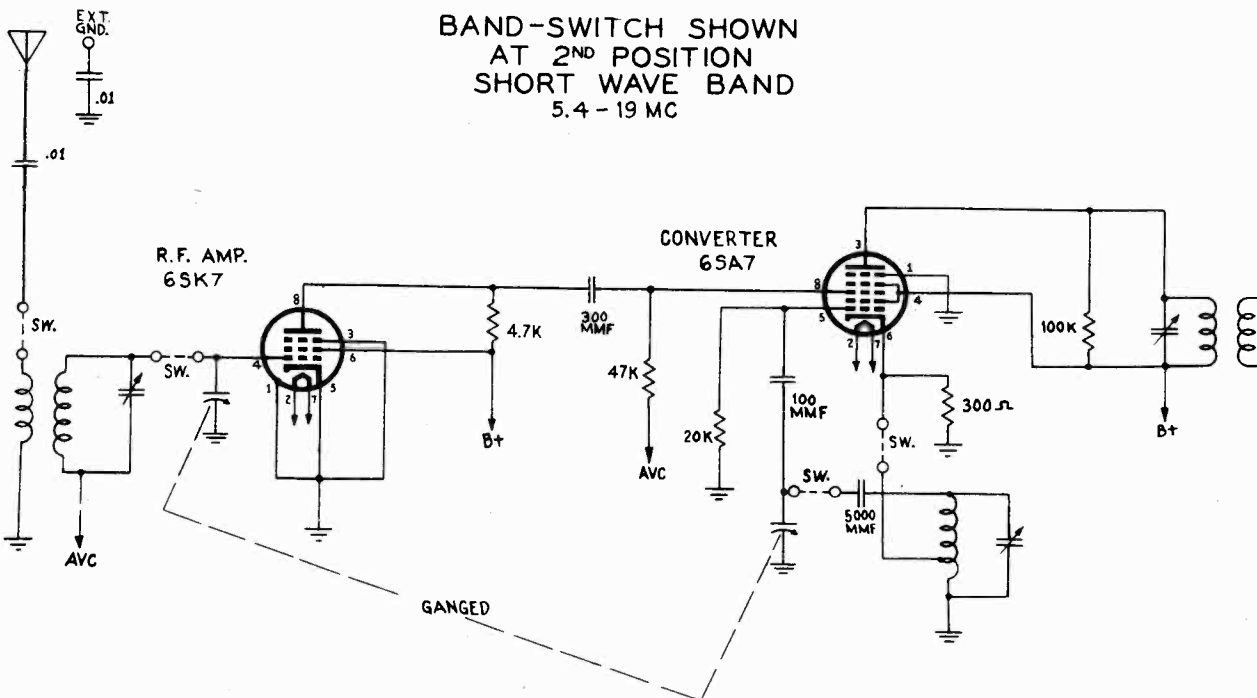 BAND-SWITCH SHOWN
AT 2ND POSITION
SHORT WAVE BAND
5.4-19 MC
EXT.
GND.
.01
.01
SW.
SW.
AVC
R.F. AMP.
6SK7
8
3
6
4
1
2
7
5
4.7K
B+
300
MMF
47K
AVC
CONVERTER
6SA7
3
1
8
4
5
2
7
6
20K
100
MMF
300Ω
SW.
SW.
5000
MMF
100K
B+
GANGED